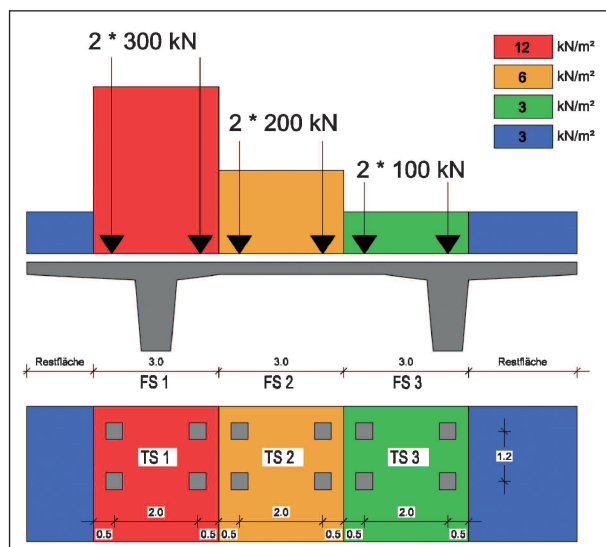 2 * 300 kN
12 kN/m²
6 kN/m²
2 * 200 kN
3 kN/m²
3 kN/m²
2 * 100 kN
Restfläche 3.0 3.0 3.0 Restfläche
FS 1 FS 2 FS 3
TS 1 TS 2 TS 3
1.2
2.0 2.0 2.0
0.5 0.5 0.5 0.5 0.5 0.5